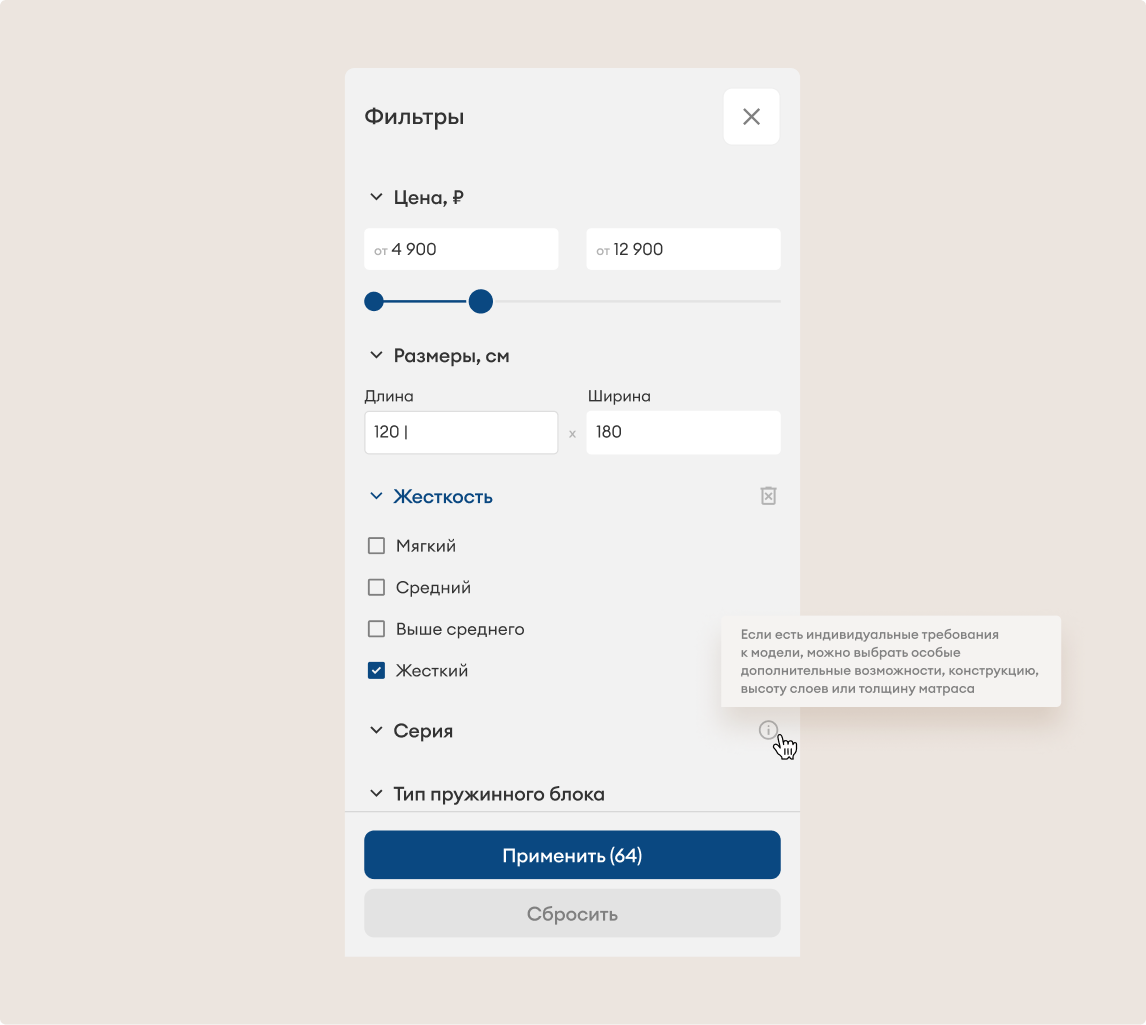 Фильтры
Цена, ₽
от 4 900
от 12 900
Размеры, см
Длина
Ширина
120 |
x
180
Жесткость
Мягкий
Средний
Выше среднего
Жесткий
Если есть индивидуальные требования
к модели, можно выбрать особые
дополнительные возможности, конструкцию,
высоту слоев или толщину матраса
Серия
Тип пружинного блока
Применить (64)
Сбросить